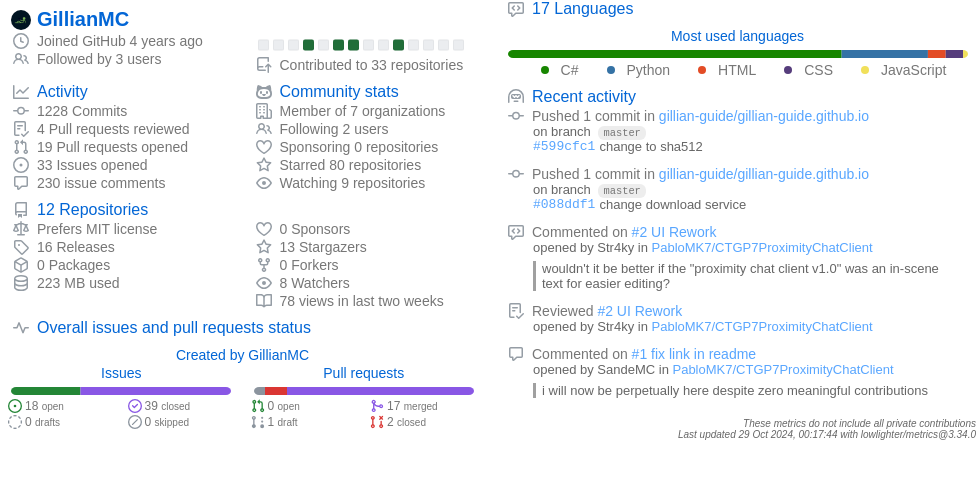 GillianMC
Joined GitHub 4 years ago
Followed by 3 users
Contributed to 33 repositories
Activity
1228 Commits
4 Pull requests reviewed
19 Pull requests opened
33 Issues opened
230 issue comments
Community stats
Member of 7 organizations
Following 2 users
Sponsoring 0 repositories
Starred 80 repositories
Watching 9 repositories
12 Repositories
Prefers MIT license
16 Releases
0 Packages
223 MB used
0 Sponsors
13 Stargazers
0 Forkers
8 Watchers
78 views in last two weeks
Overall issues and pull requests status
Created by GillianMC
Issues
18 open
39 closed
0 drafts
0 skipped
Pull requests
0 open
17 merged
1 draft
2 closed
17 Languages
Most used languages
C# Python HTML CSS JavaScript
Recent activity
Pushed 1 commit in gillian-guide/gillian-guide.github.io
on branch master
#599cfc1 change to sha512
Pushed 1 commit in gillian-guide/gillian-guide.github.io
on branch master
#088ddf1 change download service
Commented on #2 UI Rework
opened by Str4ky in PabloMK7/CTGP7ProximityChatClient
wouldn't it be better if the "proximity chat client v1.0" was an in-scene
text for easier editing?
Reviewed #2 UI Rework
opened by Str4ky in PabloMK7/CTGP7ProximityChatClient
Commented on #1 fix link in readme
opened by SandeMC in PabloMK7/CTGP7ProximityChatClient
i will now be perpetually here despite zero meaningful contributions
These metrics do not include all private contributions
Last updated 29 Oct 2024, 00:17:44 with lowlighter/metrics@3.34.0